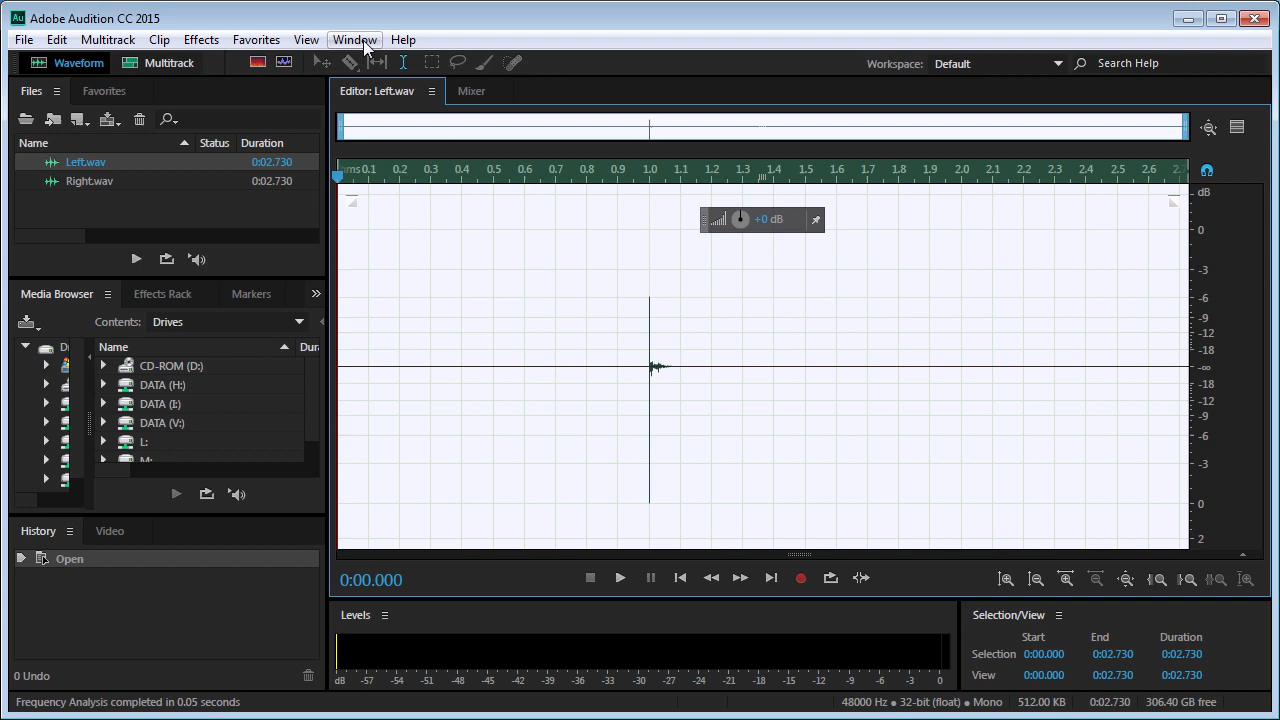 Au Adobe Audition CC 2015
File Edit Multitrack Clip Effects Favorites View Window Help
Waveform Multitrack Workspace: Default Search Help
Files Favorites
Name Status Duration
Left.wav 0:02.730
Right.wav 0:02.730
Media Browser Effects Rack Markers
Contents: Drives
Name
CD-ROM (D:)
DATA (H:)
DATA (I:)
DATA (V:)
L:
M:
History Video
Open
0 Undo
Editor: Left.wav Mixer
hms 0.1 0.2 0.3 0.4 0.5 0.6 0.7 0.8 0.9 1.0 1.1 1.2 1.3 1.4 1.5 1.6 1.7 1.8 1.9 2.0 2.1 2.2 2.3 2.4 2.5 2.6 2.7
+0 dB
dB
0
-3
-6
-9
-12
-18
-∞
-18
-12
-9
-6
-3
0
2
0:00.000
Levels
dB -57 -54 -51 -48 -45 -42 -39 -36 -33 -30 -27 -24 -21 -18 -15 -12 -9 -6 -3 0
Selection/View
Start End Duration
Selection 0:00.000 0:02.730 0:02.730
View 0:00.000 0:02.730 0:02.730
Frequency Analysis completed in 0.05 seconds 48000 Hz • 32-bit (float) • Mono 512.00 KB 0:02.730 306.40 GB free